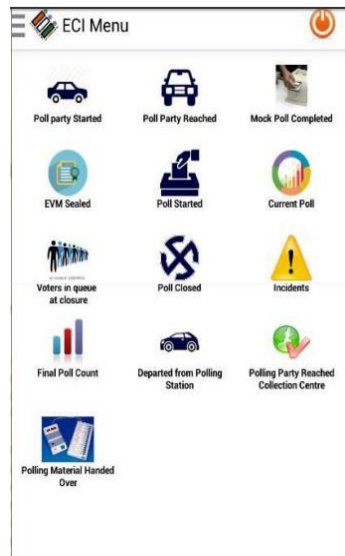 ECI Menu
Poll party Started
Poll Party Reached
Mock Poll Completed
EVM Sealed
Poll Started
Current Poll
Voters in queue
at closure
Poll Closed
Incidents
Final Poll Count
Departed from Polling
Station
Polling Party Reached
Collection Centre
Polling Material Handed
Over